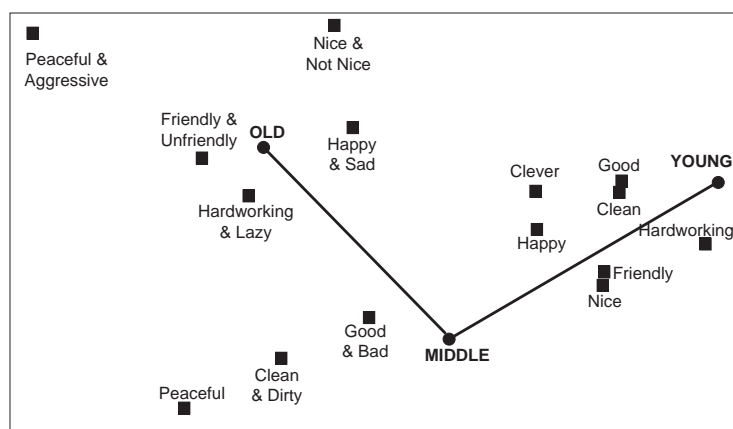 Peaceful &
Aggressive
Nice &
Not Nice
Friendly &
Unfriendly
OLD
Happy
& Sad
Hardworking
& Lazy
Clever
Good
Clean
YOUNG
Happy
Hardworking
Friendly
Nice
Good
& Bad
MIDDLE
Clean
& Dirty
Peaceful